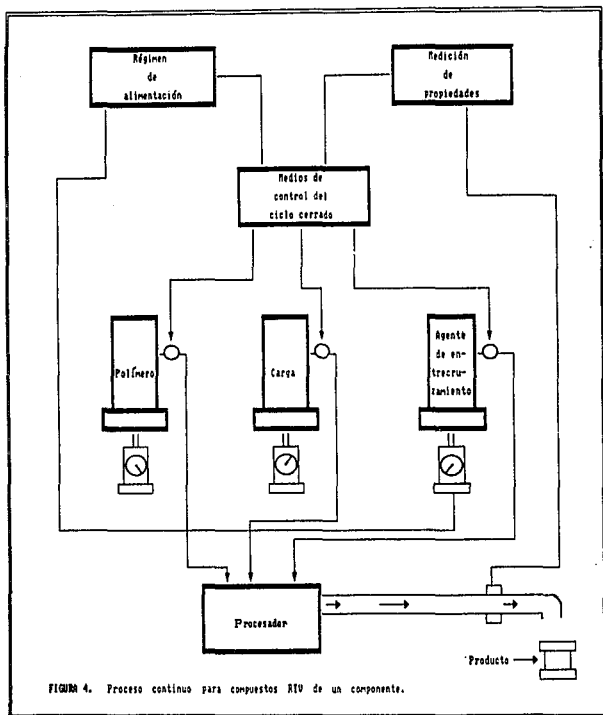 Régimen
de
alimentación
Medición
de
propiedades
Medios de
control del
ciclo cerrado
Polímero
Carga
Agente
de en-
trecru-
zamiento
Procesador
Producto
FIGURA 4. Proceso continuo para compuestos RTV de un componente.